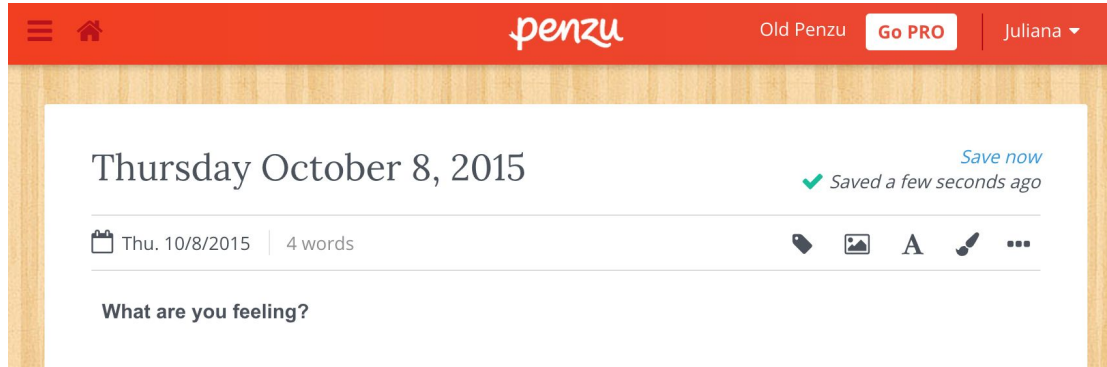 penzu
Old Penzu
Go PRO
Juliana
Thursday October 8, 2015
Save now
Saved a few seconds ago
Thu. 10/8/2015
4 words
A
What are you feeling?